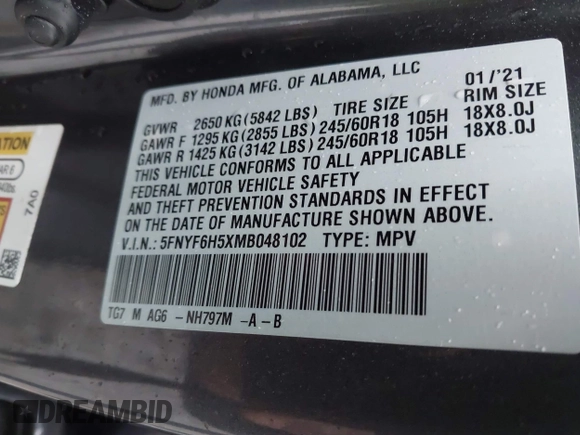 MFD. BY HONDA MFG. OF ALABAMA, LLC 01/'21
GVWR 2650 KG (5842 LBS) TIRE SIZE RIM SIZE
GAWR F 1295 KG (2855 LBS) 245/60R18 105H 18X8.0J
GAWR R 1425 KG (3142 LBS) 245/60R18 105H 18X8.0J
THIS VEHICLE CONFORMS TO ALL APPLICABLE
FEDERAL MOTOR VEHICLE SAFETY
AND THEFT PREVENTION STANDARDS IN EFFECT
ON THE DATE OF MANUFACTURE SHOWN ABOVE.
V.I.N.: 5FNYF6H5XMB048102 TYPE: MPV
TG7 M AG6 -NH797M -A-B
7A0
DREAMBID